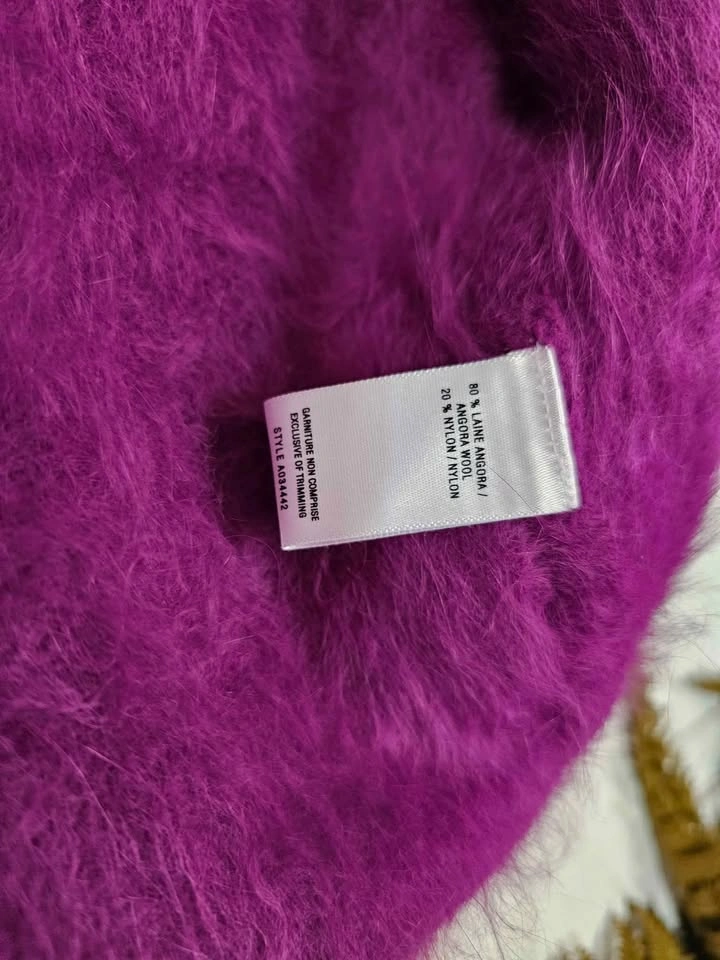 80 % LAINE ANGORA /
ANGORA WOOL
20 % NYLON / NYLON
GARNITURE NON COMPRISE
EXCLUSIVE OF TRIMMING
STYLE A034442